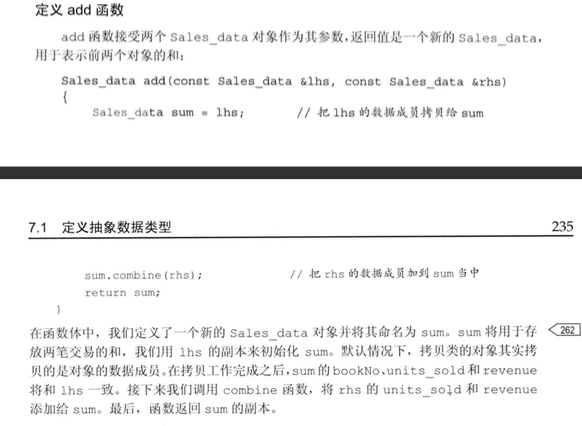 定义 add 函数
add 函数接受两个 Sales_data 对象作为其参数,返回值是一个新的 Sales_data,
用于表示前两个对象的和:
Sales_data add(const Sales_data &lhs, const Sales_data &rhs)
{
Sales_data sum = lhs; // 把 lhs 的数据成员拷贝给 sum
7.1 定义抽象数据类型 235
sum.combine(rhs); // 把 rhs 的数据成员加到 sum 当中
return sum;
}
在函数体中,我们定义了一个新的 Sales_data 对象并将其命名为 sum。sum 将用于存 262
放两笔交易的和,我们用 lhs 的副本来初始化 sum。默认情况下,拷贝类的对象其实拷
贝的是对象的数据成员。在拷贝工作完成之后,sum 的 bookNo、units_sold 和 revenue
将和 lhs 一致。接下来我们调用 combine 函数,将 rhs 的 units_sold 和 revenue
添加给 sum。最后,函数返回 sum 的副本。